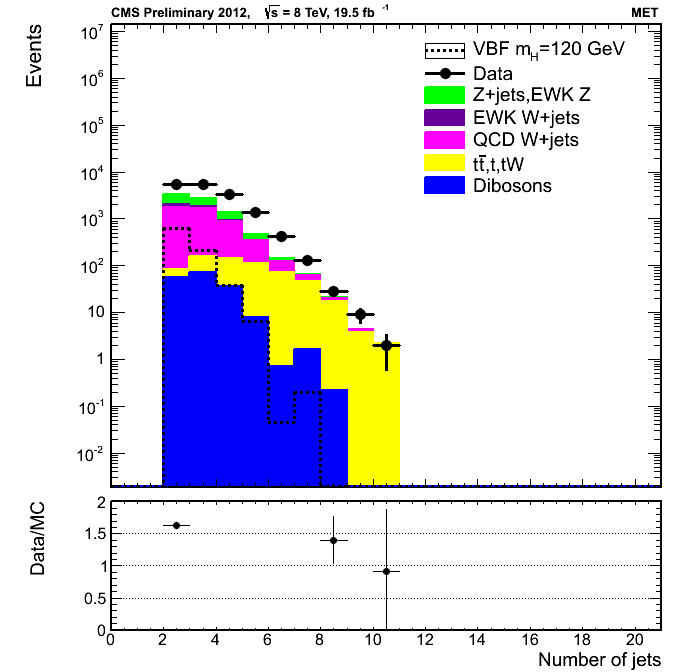 CMS Preliminary 2012, √s = 8 TeV, 19.5 fb⁻¹ MET
Events
10⁷
10⁶
10⁵
10⁴
10³
10²
10
1
10⁻¹
10⁻²
VBF m_H=120 GeV
Data
Z+jets,EWK Z
EWK W+jets
QCD W+jets
tt̄,t,tW
Dibosons
Data/MC
2
1.5
1
0.5
0
0 2 4 6 8 10 12 14 16 18 20
Number of jets